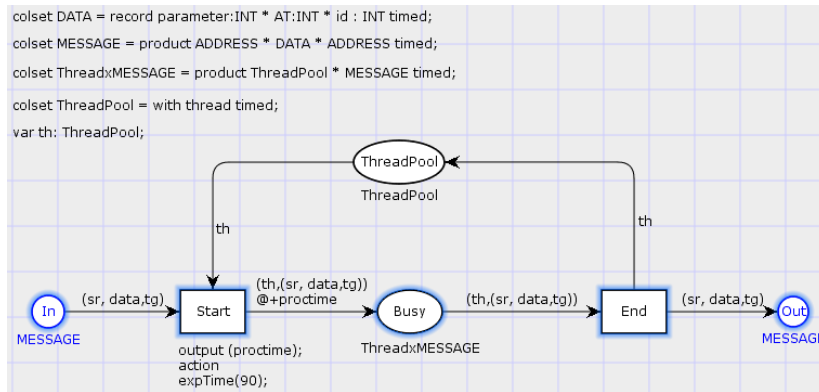 colset DATA = record parameter:INT * AT:INT * id : INT timed;
colset MESSAGE = product ADDRESS * DATA * ADDRESS timed;
colset ThreadxMESSAGE = product ThreadPool * MESSAGE timed;
colset ThreadPool = with thread timed;
var th: ThreadPool;
ThreadPool
ThreadPool
th
th
(sr, data,tg)
(th,(sr, data,tg))
@+proctime
(th,(sr, data,tg))
(sr, data,tg)
In
Start
Busy
End
Out
MESSAGE
ThreadxMESSAGE
MESSAGE
output (proctime);
action
expTime(90);